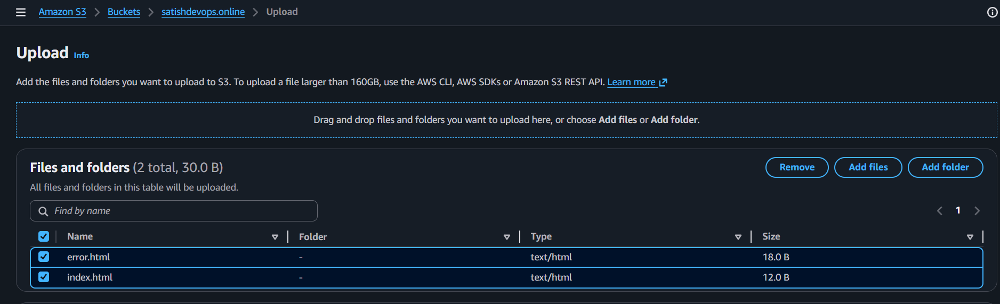 Amazon S3 > Buckets > satishdevops.online > Upload
Upload Info
Add the files and folders you want to upload to S3. To upload a file larger than 160GB, use the AWS CLI, AWS SDKs or Amazon S3 REST API. Learn more
Drag and drop files and folders you want to upload here, or choose Add files or Add folder.
Files and folders (2 total, 30.0 B)
Remove Add files Add folder
All files and folders in this table will be uploaded.
Find by name
1
Name Folder Type Size
error.html - text/html 18.0 B
index.html - text/html 12.0 B